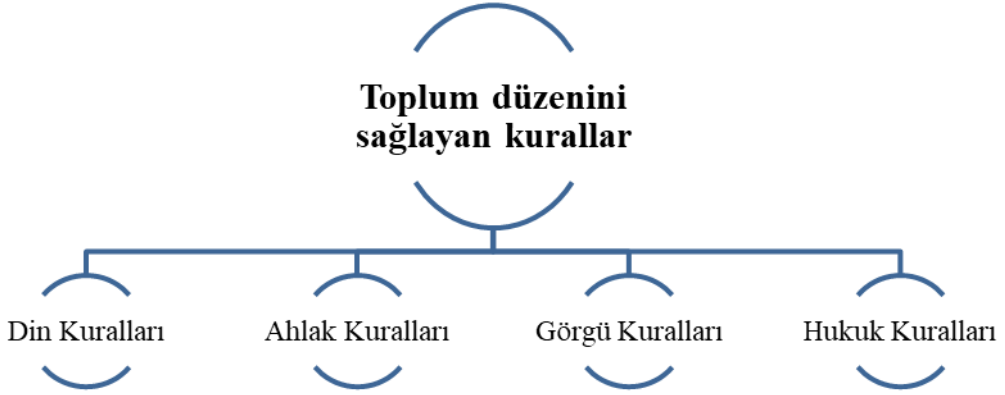 Toplum düzenini
sağlayan kurallar
Din Kuralları
Ahlak Kuralları
Görgü Kuralları
Hukuk Kuralları